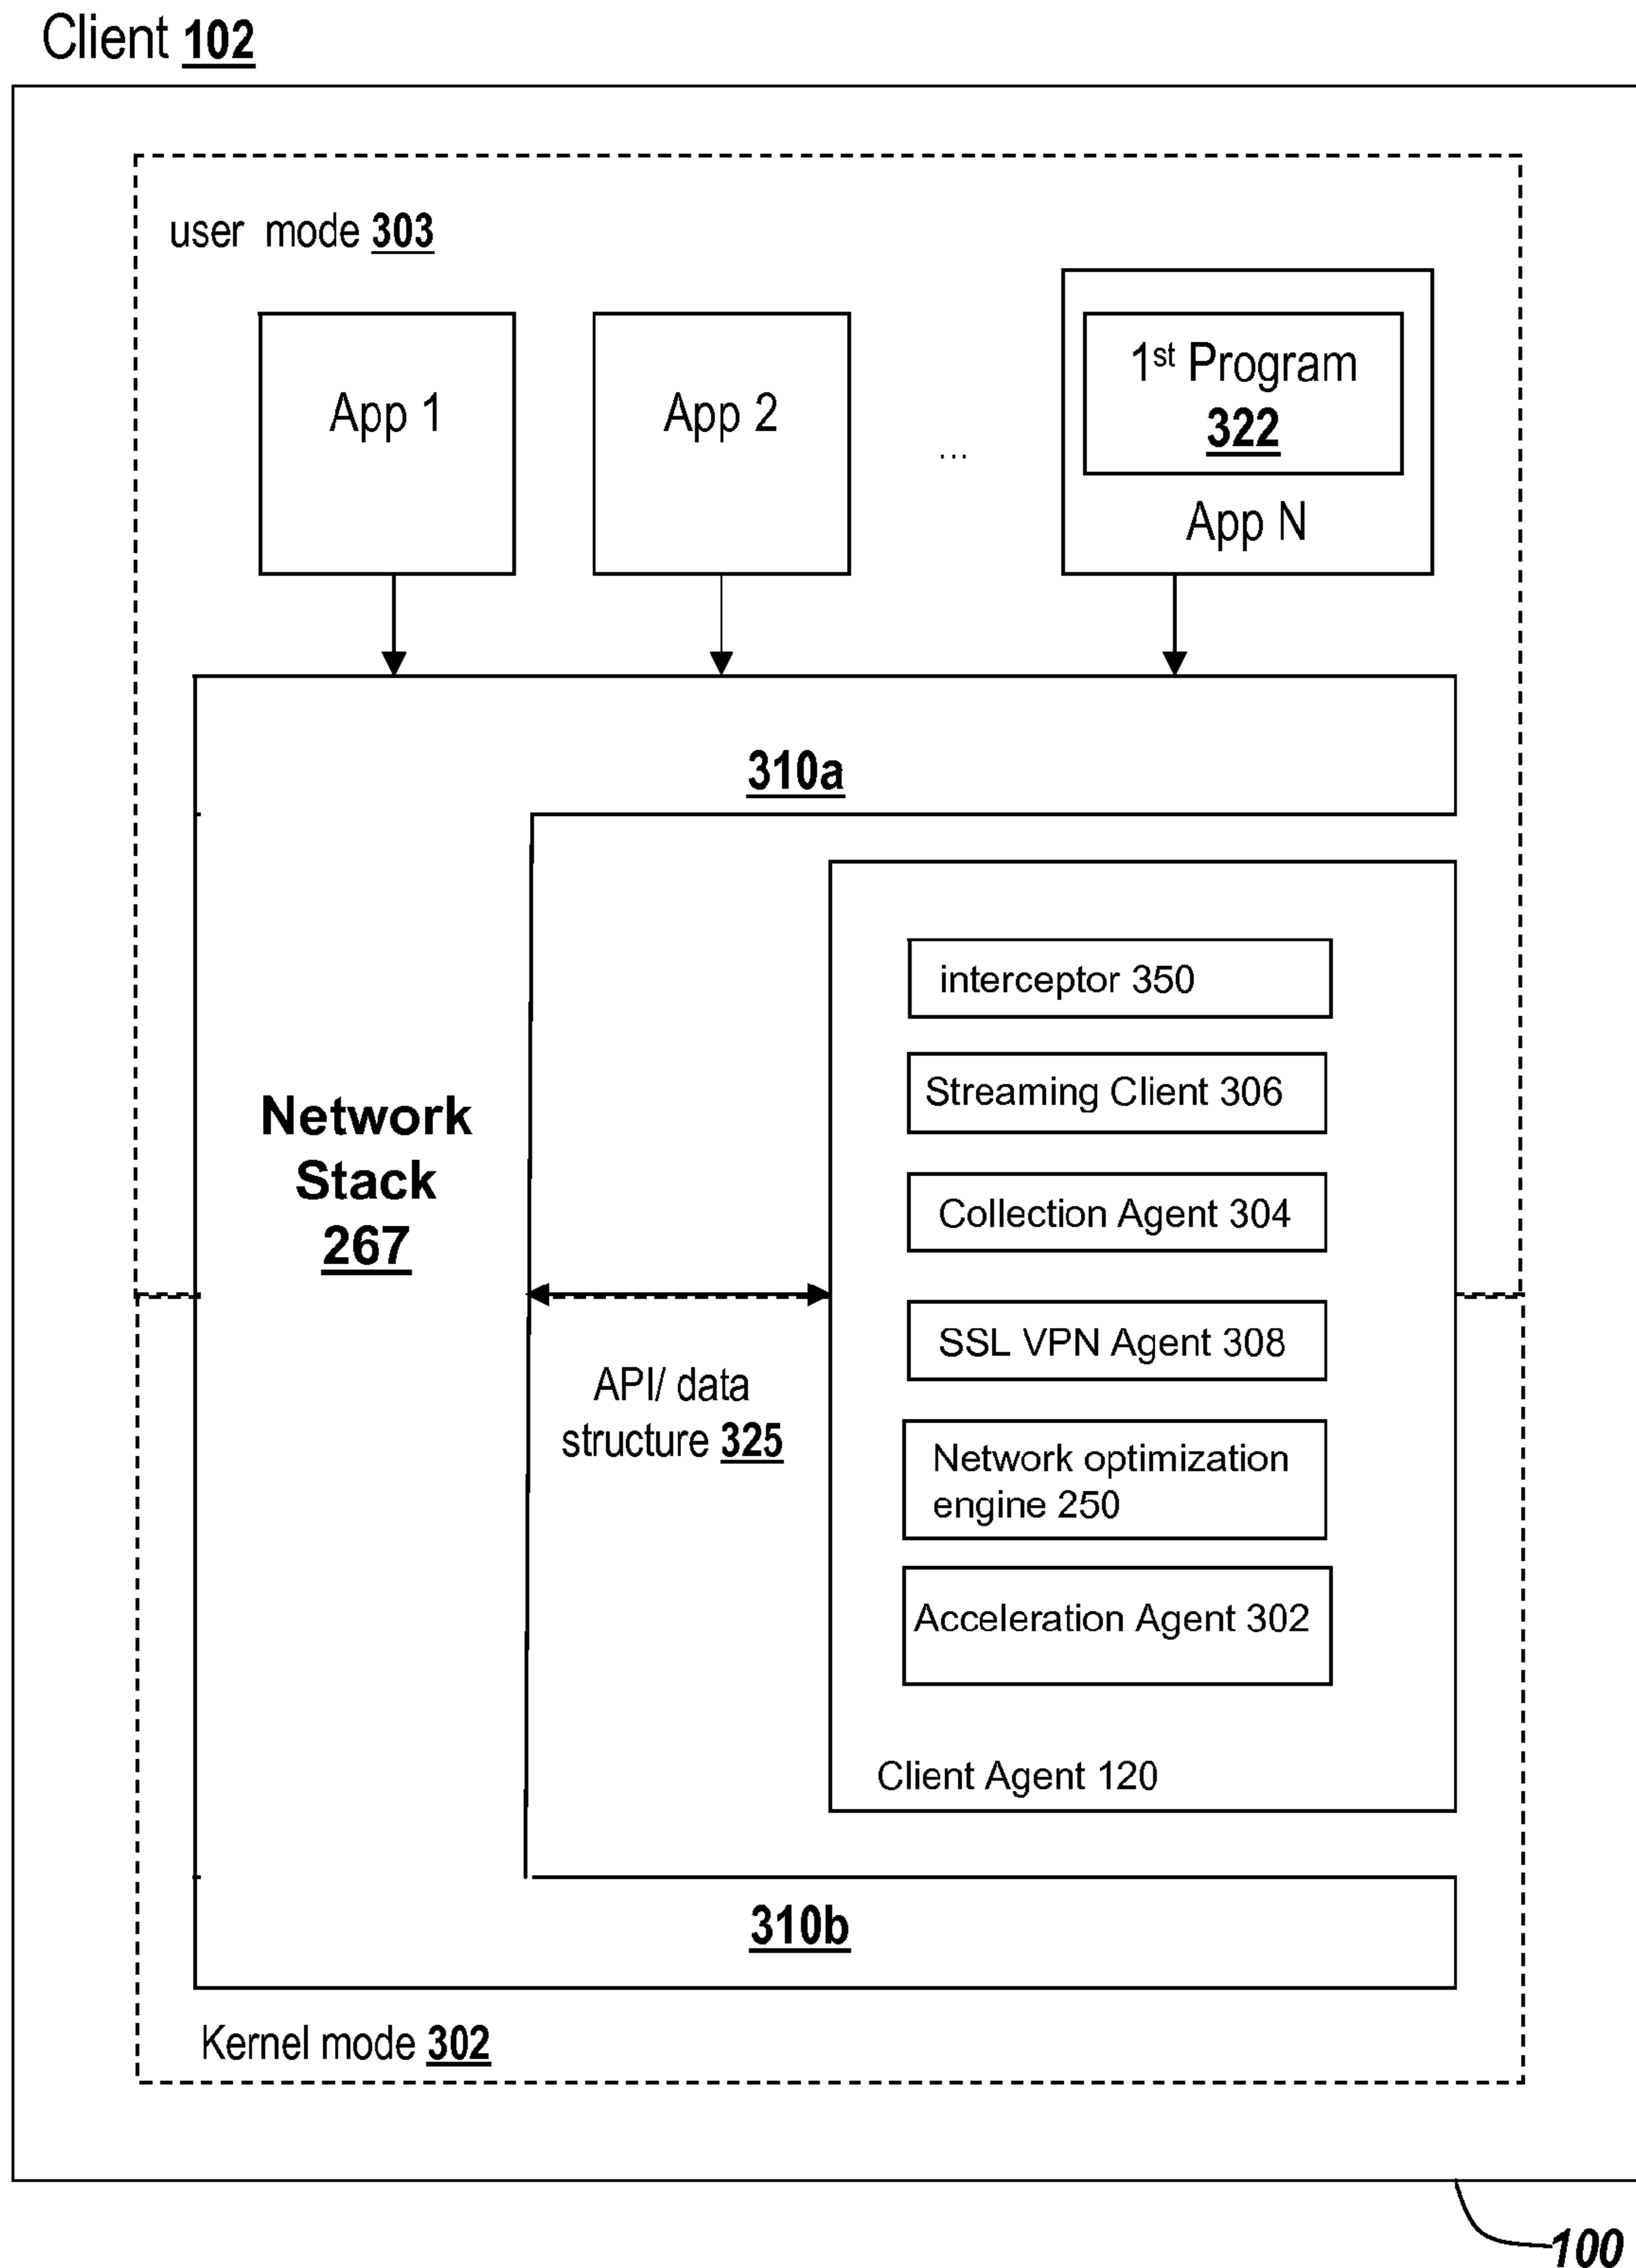 Client 102
user mode 303
1st Program
322
App 1
App 2
...
App N
310a
interceptor 350
Streaming Client 306
Network
Stack
267
Collection Agent 304
SSL VPN Agent 308
API/ data
structure 325
Network optimization
engine 250
Acceleration Agent 302
Client Agent 120
310b
Kernel mode 302
100